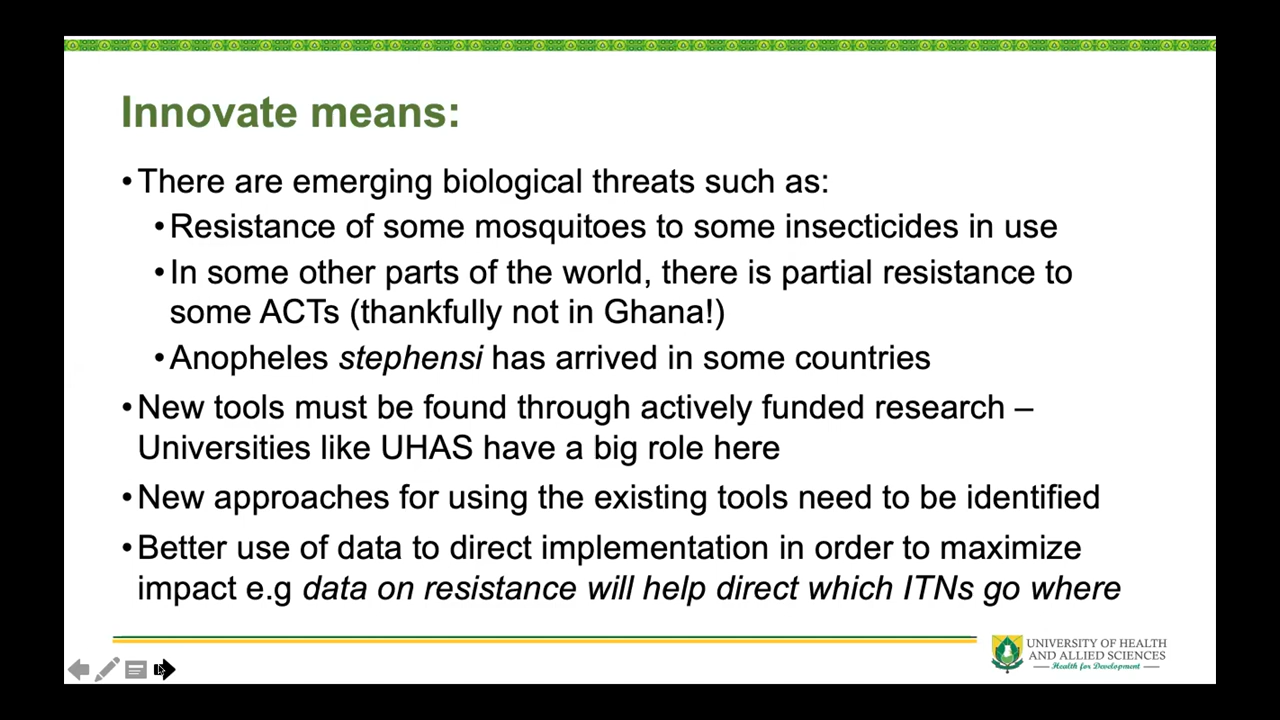 Innovate means:
•There are emerging biological threats such as:
•Resistance of some mosquitoes to some insecticides in use
•In some other parts of the world, there is partial resistance to
some ACTs (thankfully not in Ghana!)
•Anopheles stephensi has arrived in some countries
•New tools must be found through actively funded research –
Universities like UHAS have a big role here
•New approaches for using the existing tools need to be identified
•Better use of data to direct implementation in order to maximize
impact e.g data on resistance will help direct which ITNs go where
UNIVERSITY OF HEALTH
AND ALLIED SCIENCES
Health for Development